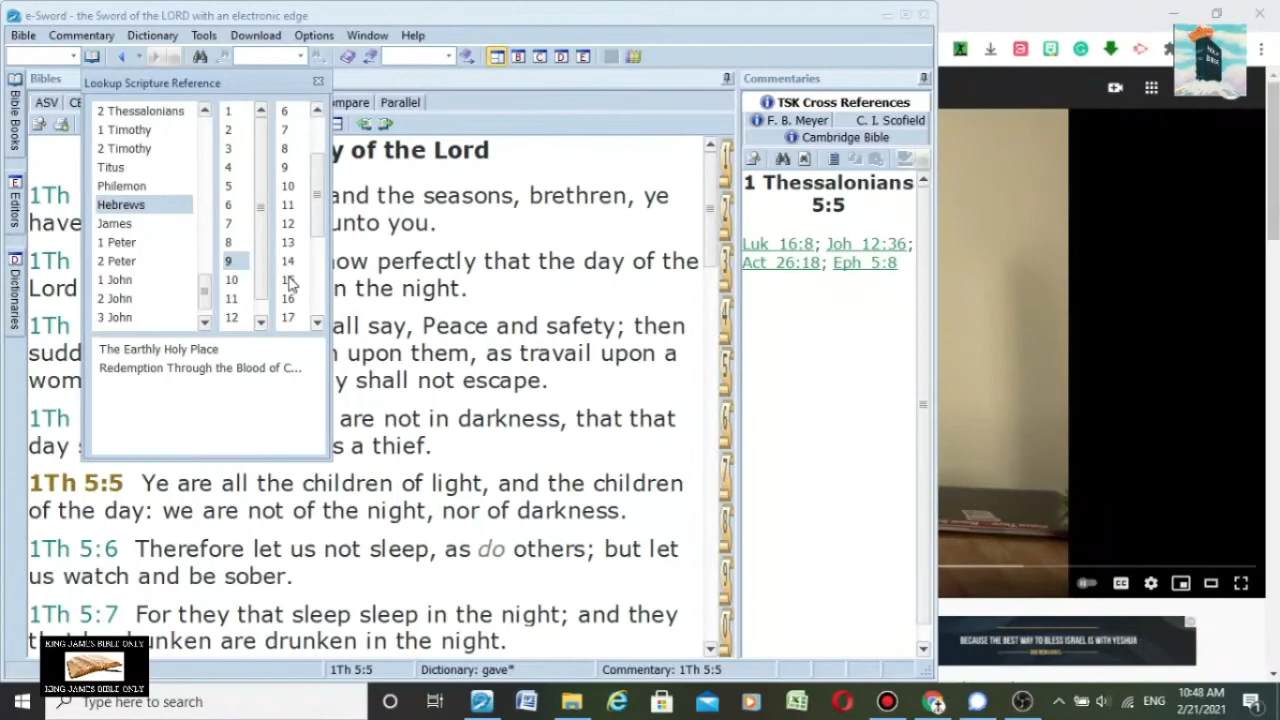 e-Sword - the Sword of the LORD with an electronic edge
Bible Commentary Dictionary Tools Download Options Window Help
B C D E
Bibles
Commentaries
Lookup Scripture Reference
ASV
Parallel
TSK Cross References
F. B. Meyer C. I. Scofield
Cambridge Bible
Bible Books
Editors
Dictionaries
2 Thessalonians 1 6
1 Timothy 2 7
2 Timothy 3 8
Titus 4 9
Philemon 5 10
Hebrews 6 11
James 7 12
1 Peter 8 13
2 Peter 9 14
1 John 10
2 John 11 16
3 John 12 17
The Earthly Holy Place
Redemption Through the Blood of C...
y of the Lord
1Th and the seasons, brethren, ye
have unto you.
1Th ow perfectly that the day of the
Lord n the night.
1Th all say, Peace and safety; then
sudd n upon them, as travail upon a
wom y shall not escape.
1Th are not in darkness, that that
day s a thief.
1Th 5:5 Ye are all the children of light, and the children
of the day: we are not of the night, nor of darkness.
1Th 5:6 Therefore let us not sleep, as do others; but let
us watch and be sober.
1Th 5:7 For they that sleep sleep in the night; and they
drunken are drunken in the night.
1 Thessalonians
5:5
Luk 16:8; Joh 12:36;
Act 26:18; Eph 5:8
1Th 5:5 Dictionary: gave* Commentary: 1Th 5:5
HOLY
CC
BECAUSE THE BEST WAY TO BLESS ISRAEL IS WITH YESHUA
KING JAMES BIBLE ONLY
KING JAMES BIBLE ONLY
Type here to search
ENG
10:48 AM
2/21/2021